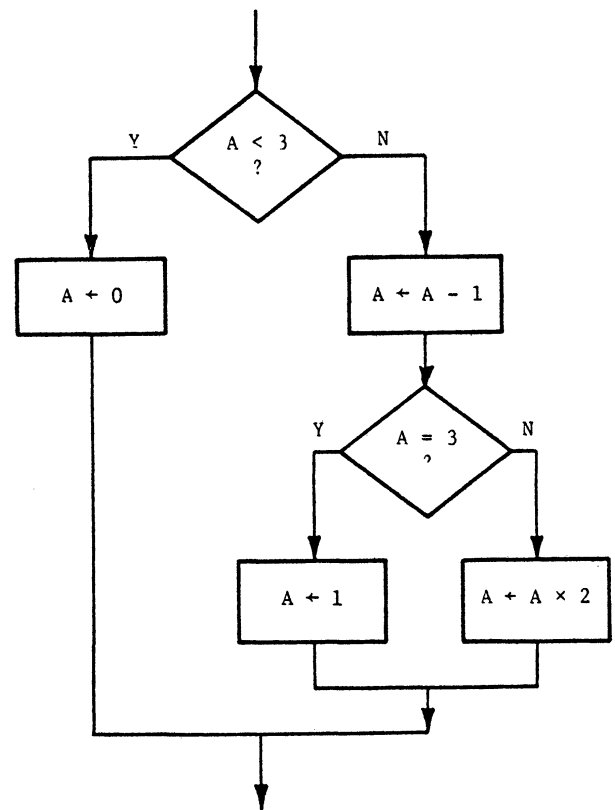 A < 3
?
Y
N
A ← 0
A ← A - 1
A = 3
?
Y
N
A ← 1
A ← A × 2